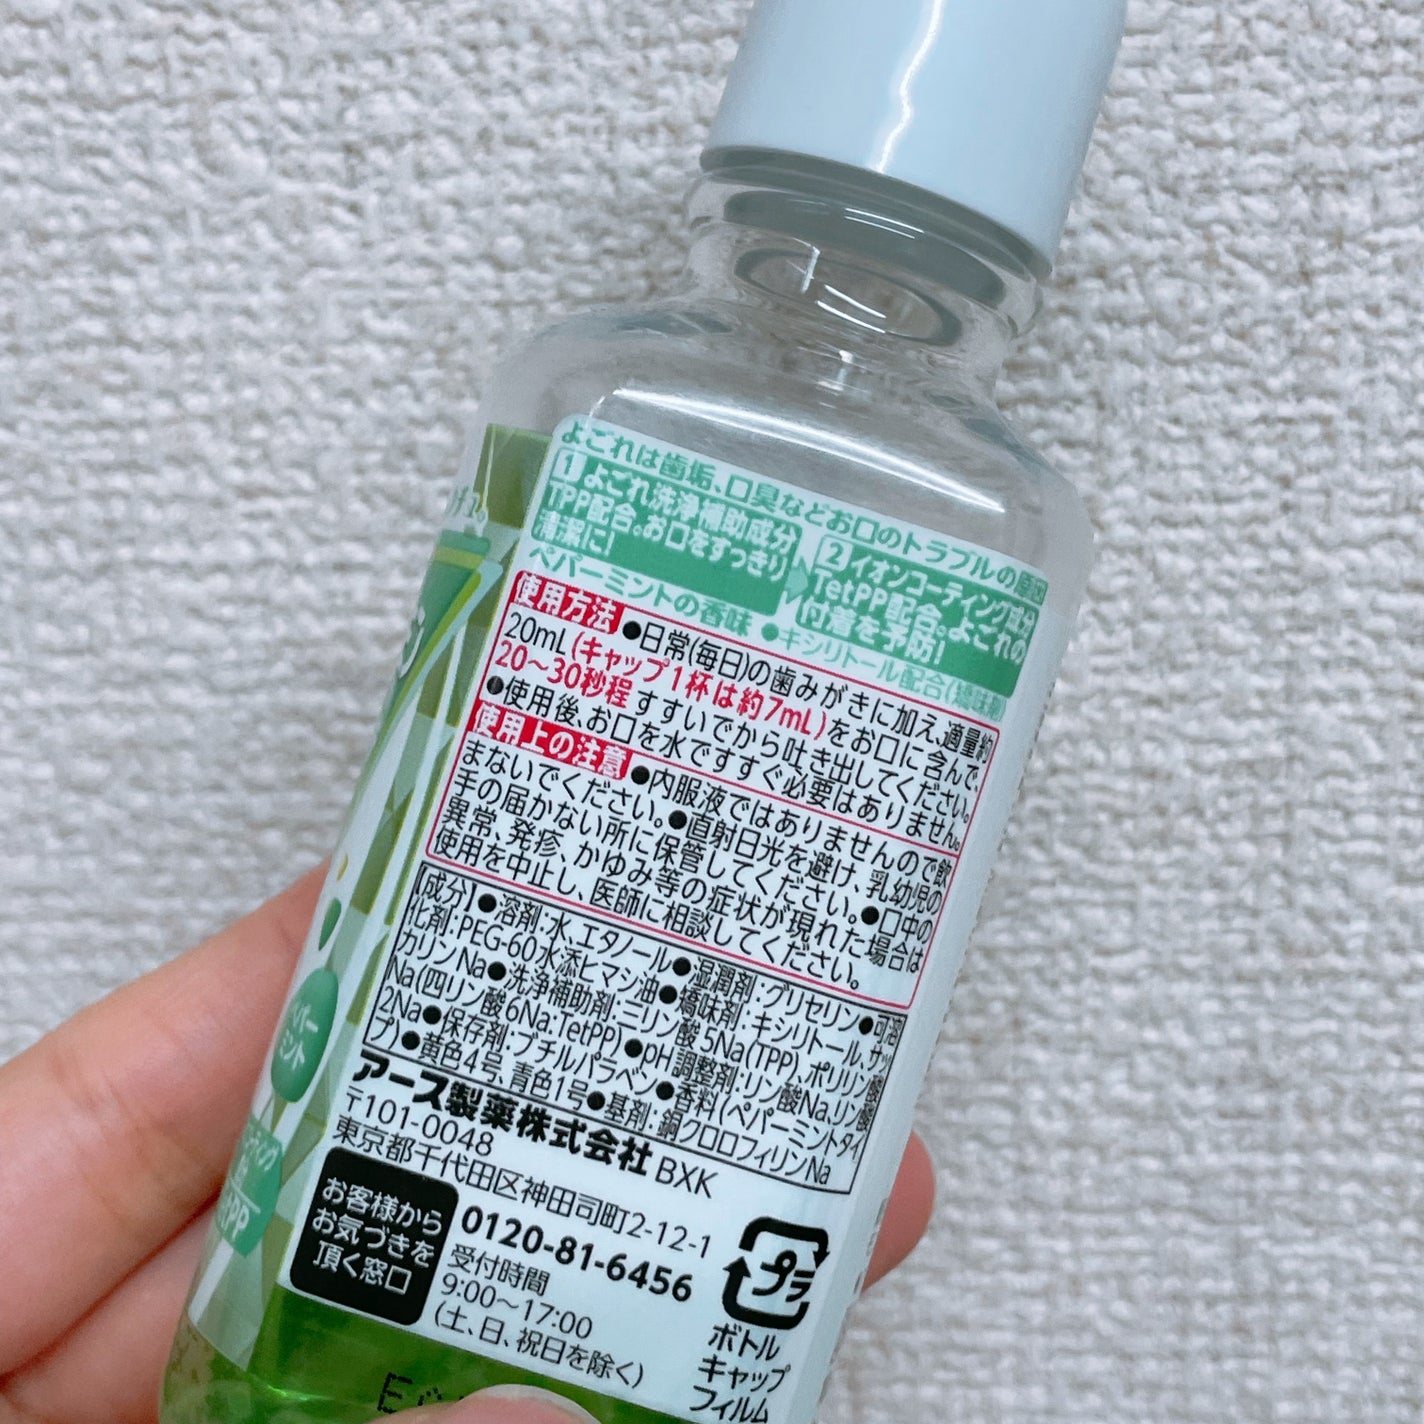 よごれは歯垢、口臭などお口のトラブルの原因
1 よごれ洗浄補助成分
TPP配合。お口をすっきり
清潔に!
2 イオンコーティング成分
TetPP配合。よごれの
付着を予防!
ペパーミントの香味 ●キシリトール配合(矯味剤)
使用方法 ●日常(毎日)の歯みがきに加え、適量約
20mL(キャップ1杯は約7mL)をお口に含んで、
20～30秒程すすいでから吐き出してください。
●使用後、お口を水ですすぐ必要はありません。
使用上の注意 ●内服液ではありませんので飲
まないでください。●直射日光を避け、乳幼児の
手の届かない所に保管してください。●口中の
異常、発疹、かゆみ等の症状が現れた場合は
使用を中止し、医師に相談してください。
【成分】●溶剤:水、エタノール●湿潤剤:グリセリン●可溶
化剤:PEG-60水添ヒマシ油●矯味剤:キシリトール、サッ
カリンNa●洗浄補助剤:ニリン酸5Na(TPP)、ポリリン酸
Na(四リン酸6Na:TetPP)●pH調整剤:リン酸Na、リン酸
2Na●保存剤:ブチルパラベン●香料(ペパーミントタイ
プ)●黄色4号、青色1号●基剤:銅クロロフィリンNa
アース製薬株式会社 BXK
〒101-0048
東京都千代田区神田司町2-12-1
お客様から
お気づきを
頂く窓口
0120-81-6456
受付時間
9:00～17:00
(土、日、祝日を除く)
プラ
ボトル
キャップ
フィルム
ペパー
ミント